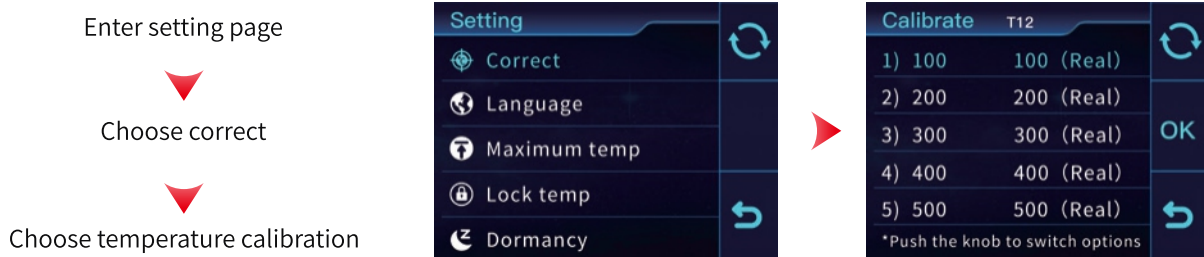 Enter setting page
Choose correct
Choose temperature calibration
Setting
Correct
Language
Maximum temp
Lock temp
Dormancy
Calibrate T12
1) 100 100 (Real)
2) 200 200 (Real)
3) 300 300 (Real)
4) 400 400 (Real)
5) 500 500 (Real)
*Push the knob to switch options
OK